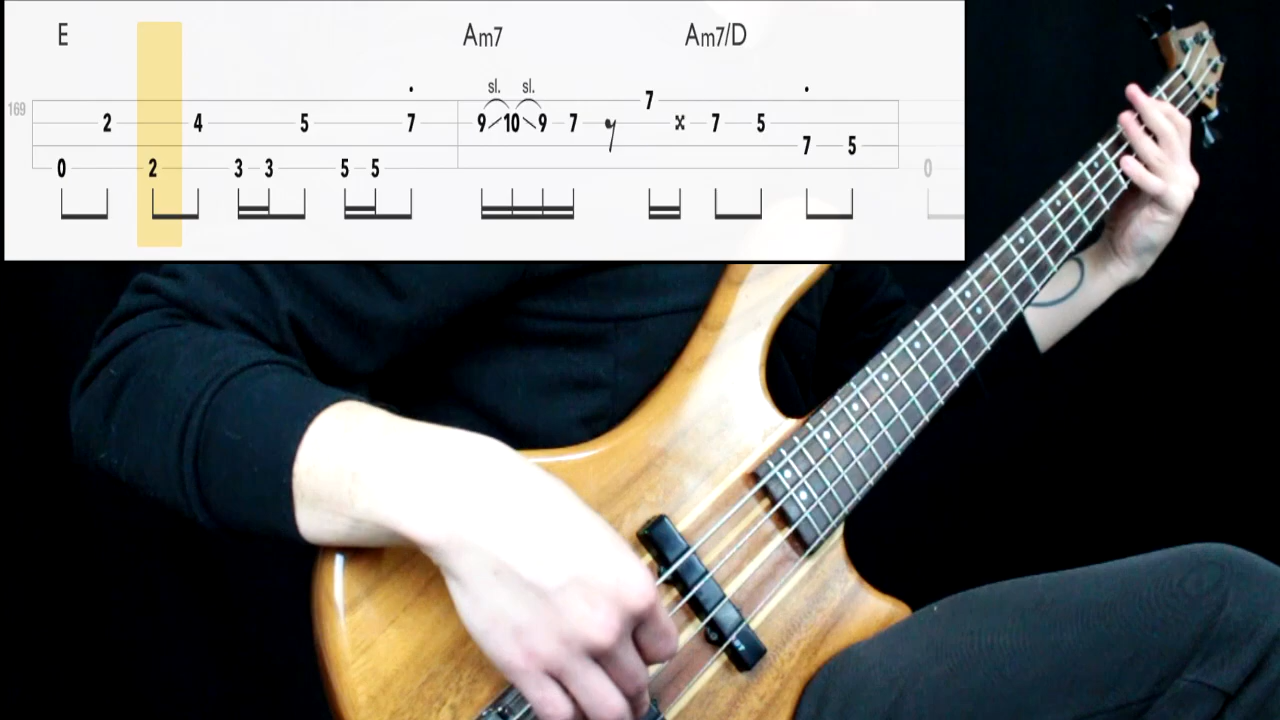 E Am7 Am7/D
sl. sl.
169
7
2 4 5 7 9 10 9 7 x 7 5
7 5
0 2 3 3 5 5 0